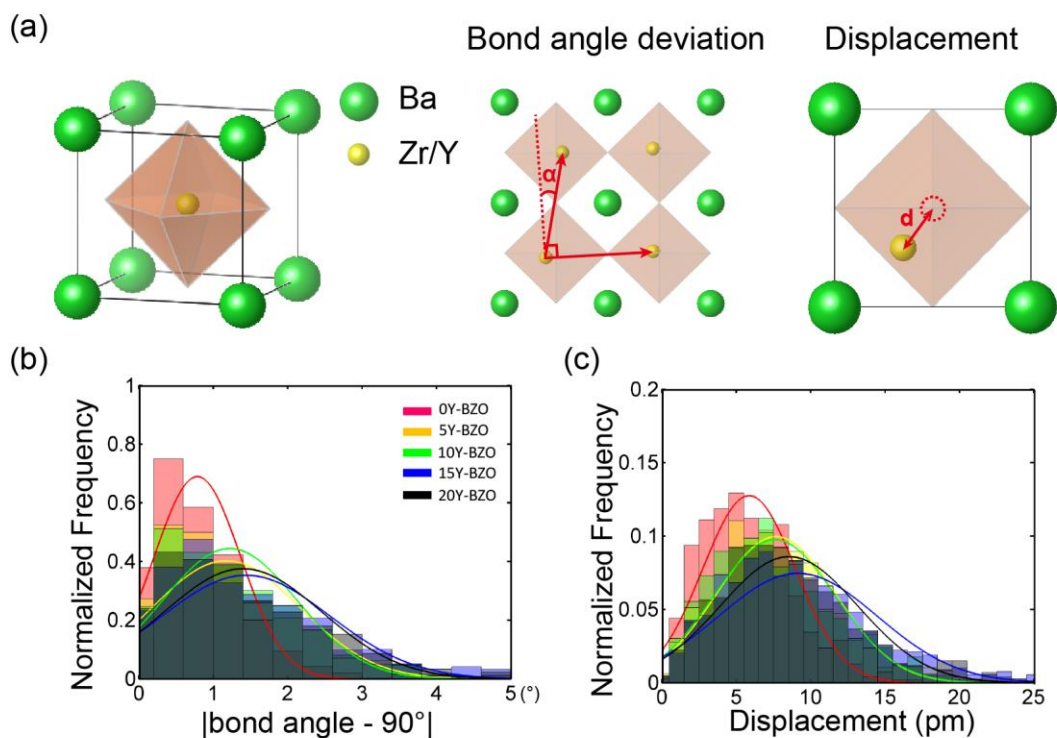 (a)
Bond angle deviation
Displacement
Ba
Zr/Y
α
d
(b)
Normalized Frequency
1
0.8
0.6
0.4
0.2
0
0Y-BZO
5Y-BZO
10Y-BZO
15Y-BZO
20Y-BZO
0 1 2 3 4 5 (°)
|bond angle - 90°|
(c)
Normalized Frequency
0.2
0.15
0.1
0.05
0
0 5 10 15 20 25
Displacement (pm)